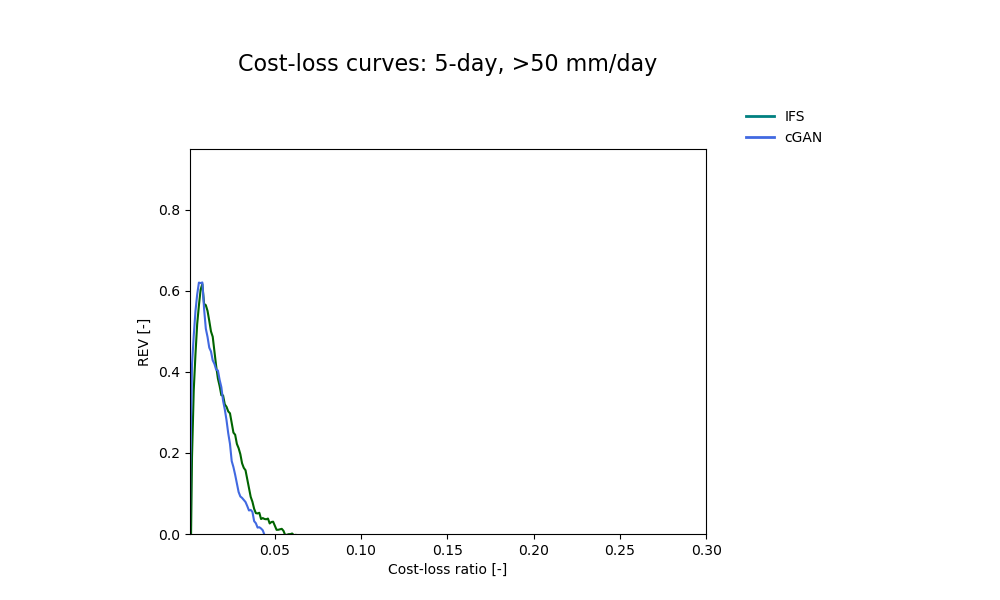 Cost-loss curves: 5-day, >50 mm/day
IFS
cGAN
0.8
0.6
0.4
0.2
0.0
REV [-]
0.05 0.10 0.15 0.20 0.25 0.30
Cost-loss ratio [-]